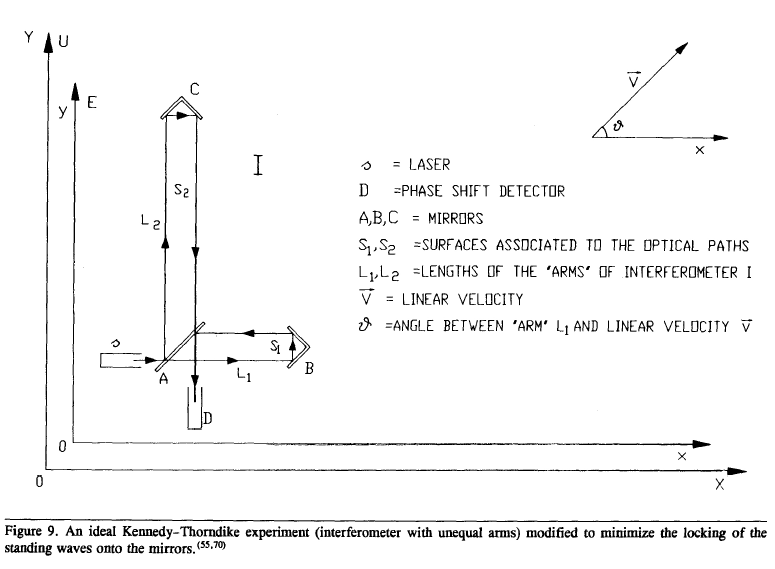 Y
U
C
y
E
V
ϑ
x
I
ɔ = LASER
S2
D =PHASE SHIFT DETECTOR
A,B,C = MIRRORS
L2
S1,S2 =SURFACES ASSOCIATED TO THE OPTICAL PATHS
L1,L2 =LENGTHS OF THE "ARMS" OF INTERFEROMETER I
V = LINEAR VELOCITY
ϑ =ANGLE BETWEEN "ARM" L1 AND LINEAR VELOCITY V
ɔ
S1
A
L1
B
D
0
x
0
X
Figure 9. An ideal Kennedy–Thorndike experiment (interferometer with unequal arms) modified to minimize the locking of the
standing waves onto the mirrors.(55,70)